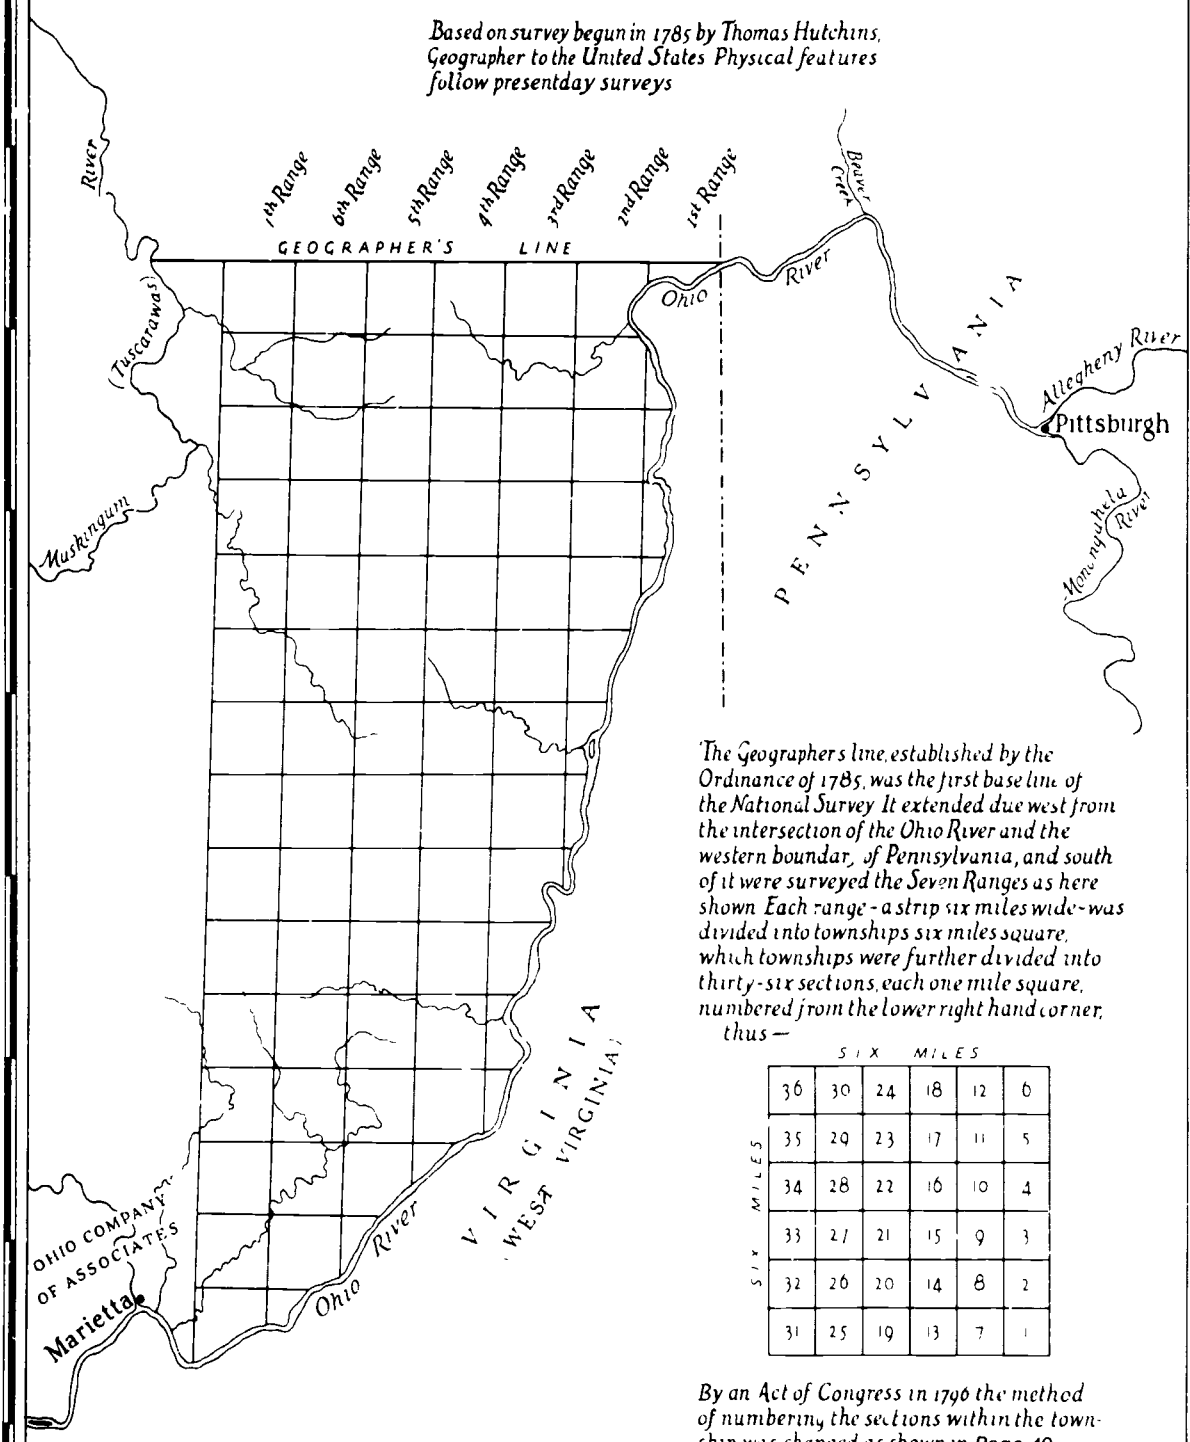 Based on survey begun in 1785 by Thomas Hutchins,
Geographer to the United States Physical features
follow presentday surveys
River
7th Range
6th Range
5th Range
4th Range
3rd Range
2nd Range
1st Range
Beaver
Creek
GEOGRAPHER'S LINE
Ohio River
(Tuscarawas)
PENNSYLVANIA
Allegheny River
Pittsburgh
Muskingum
Monongahela
River
The Geographers line, established by the
Ordinance of 1785, was the first base line of
the National Survey It extended due west from
the intersection of the Ohio River and the
western boundary of Pennsylvania, and south
of it were surveyed the Seven Ranges as here
shown Each range-a strip six miles wide-was
divided into townships six miles square,
which townships were further divided into
thirty-six sections, each one mile square,
numbered from the lower right hand corner,
thus—
SIX MILES
SIX MILES
36 30 24 18 12 6
35 29 23 17 11 5
34 28 22 16 10 4
33 27 21 15 9 3
32 26 20 14 8 2
31 25 19 13 7 1
VIRGINIA
(WEST VIRGINIA)
OHIO COMPANY
OF ASSOCIATES
Marietta
Ohio River
By an Act of Congress in 1796 the method
of numbering the sections within the town-
ship was changed as shown in Page 49